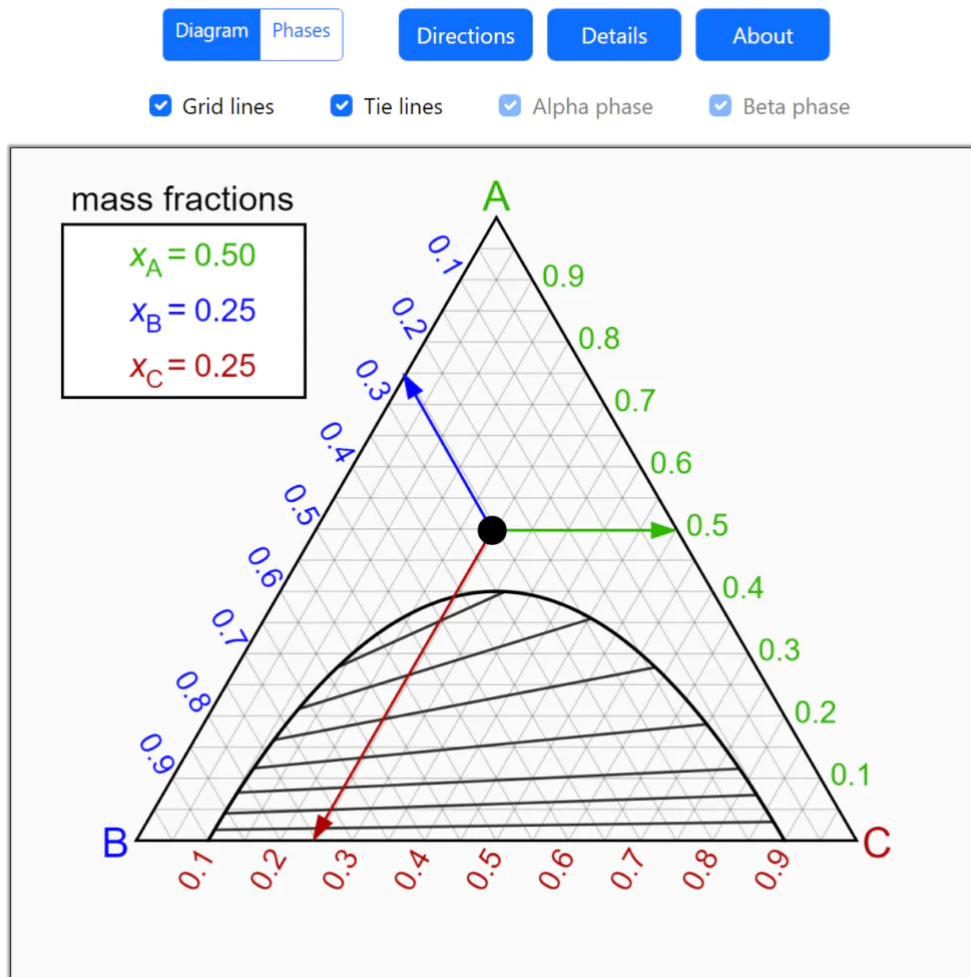 Diagram Phases Directions Details About
Grid lines Tie lines Alpha phase Beta phase
mass fractions
xA = 0.50
xB = 0.25
xC = 0.25
A
0.1
0.2
0.3
0.4
0.5
0.6
0.7
0.8
0.9
0.9
0.8
0.7
0.6
0.5
0.4
0.3
0.2
0.1
B C
0.1 0.2 0.3 0.4 0.5 0.6 0.7 0.8 0.9